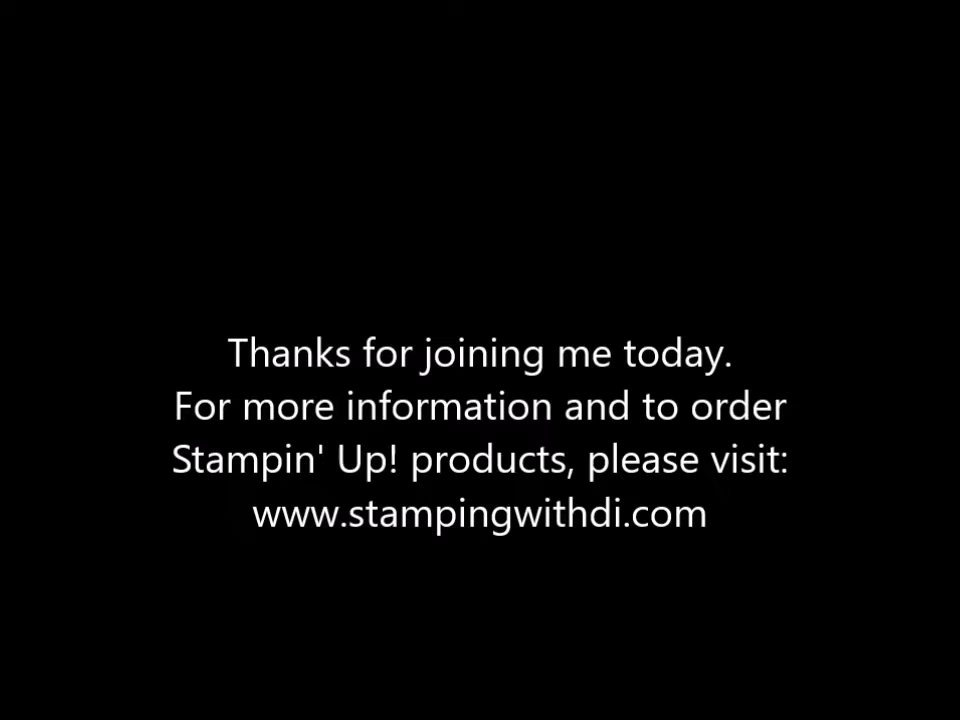 Thanks for joining me today.
For more information and to order
Stampin' Up! products, please visit:
www.stampingwithdi.com